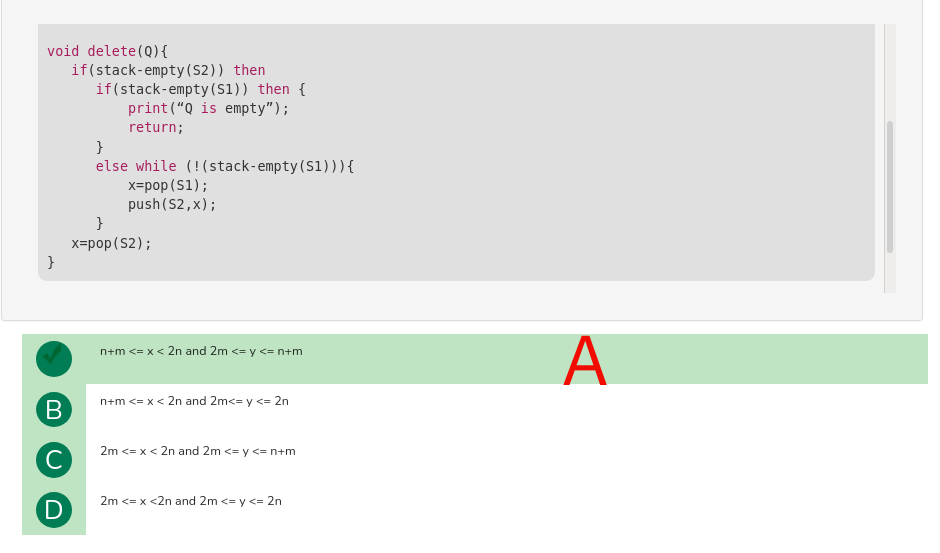 void delete(Q){
if(stack-empty(S2)) then
if(stack-empty(S1)) then {
print(“Q is empty”);
return;
}
else while (!(stack-empty(S1))){
x=pop(S1);
push(S2,x);
}
x=pop(S2);
}
n+m <= x < 2n and 2m <= y <= n+m
A
B
n+m <= x < 2n and 2m<= y <= 2n
C
2m <= x < 2n and 2m <= y <= n+m
D
2m <= x <2n and 2m <= y <= 2n